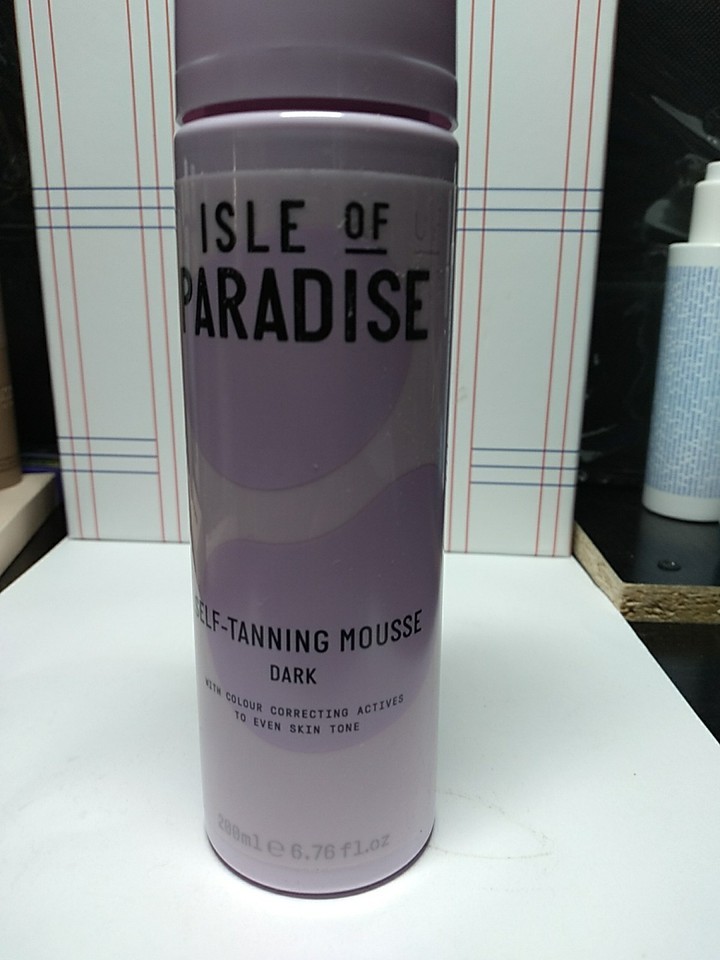 ISLE OF
PARADISE
SELF-TANNING MOUSSE
DARK
WITH COLOUR CORRECTING ACTIVES
TO EVEN SKIN TONE
200ml ℮ 6.76 fl.oz